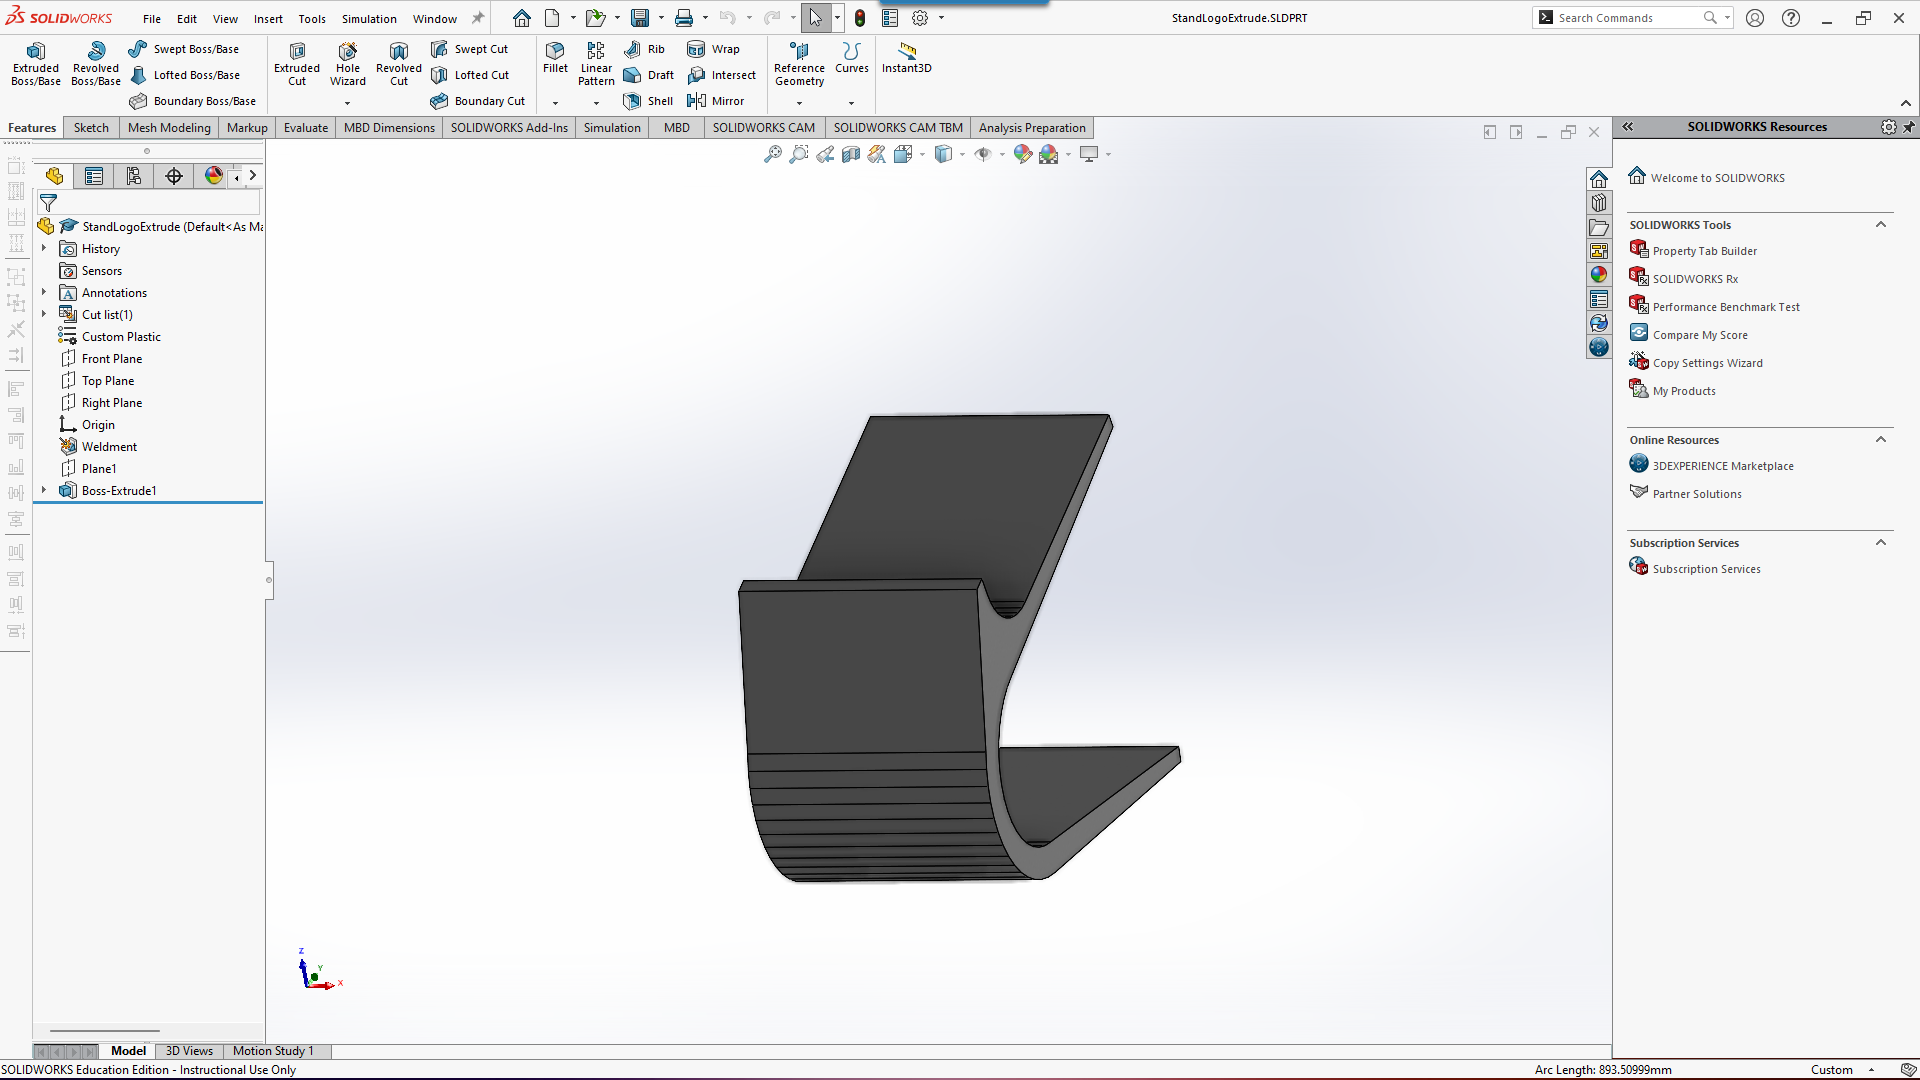 SOLIDWORKS File Edit View Insert Tools Simulation Window StandLogoExtrude.SLDPRT Search Commands
Extruded Boss/Base
Revolved Boss/Base
Swept Boss/Base
Lofted Boss/Base
Boundary Boss/Base
Extruded Cut
Hole Wizard
Revolved Cut
Swept Cut
Lofted Cut
Boundary Cut
Fillet
Linear Pattern
Rib
Draft
Shell
Wrap
Intersect
Mirror
Reference Geometry
Curves
Instant3D
Features Sketch Mesh Modeling Markup Evaluate MBD Dimensions SOLIDWORKS Add-Ins Simulation MBD SOLIDWORKS CAM SOLIDWORKS CAM TBM Analysis Preparation
StandLogoExtrude (Default<As Ma
History
Sensors
Annotations
Cut list(1)
Custom Plastic
Front Plane
Top Plane
Right Plane
Origin
Weldment
Plane1
Boss-Extrude1
Z
Y
X
SOLIDWORKS Resources
Welcome to SOLIDWORKS
SOLIDWORKS Tools
Property Tab Builder
SOLIDWORKS Rx
Performance Benchmark Test
Compare My Score
Copy Settings Wizard
My Products
Online Resources
3DEXPERIENCE Marketplace
Partner Solutions
Subscription Services
Subscription Services
Model 3D Views Motion Study 1
SOLIDWORKS Education Edition - Instructional Use Only Arc Length: 893.50999mm Custom